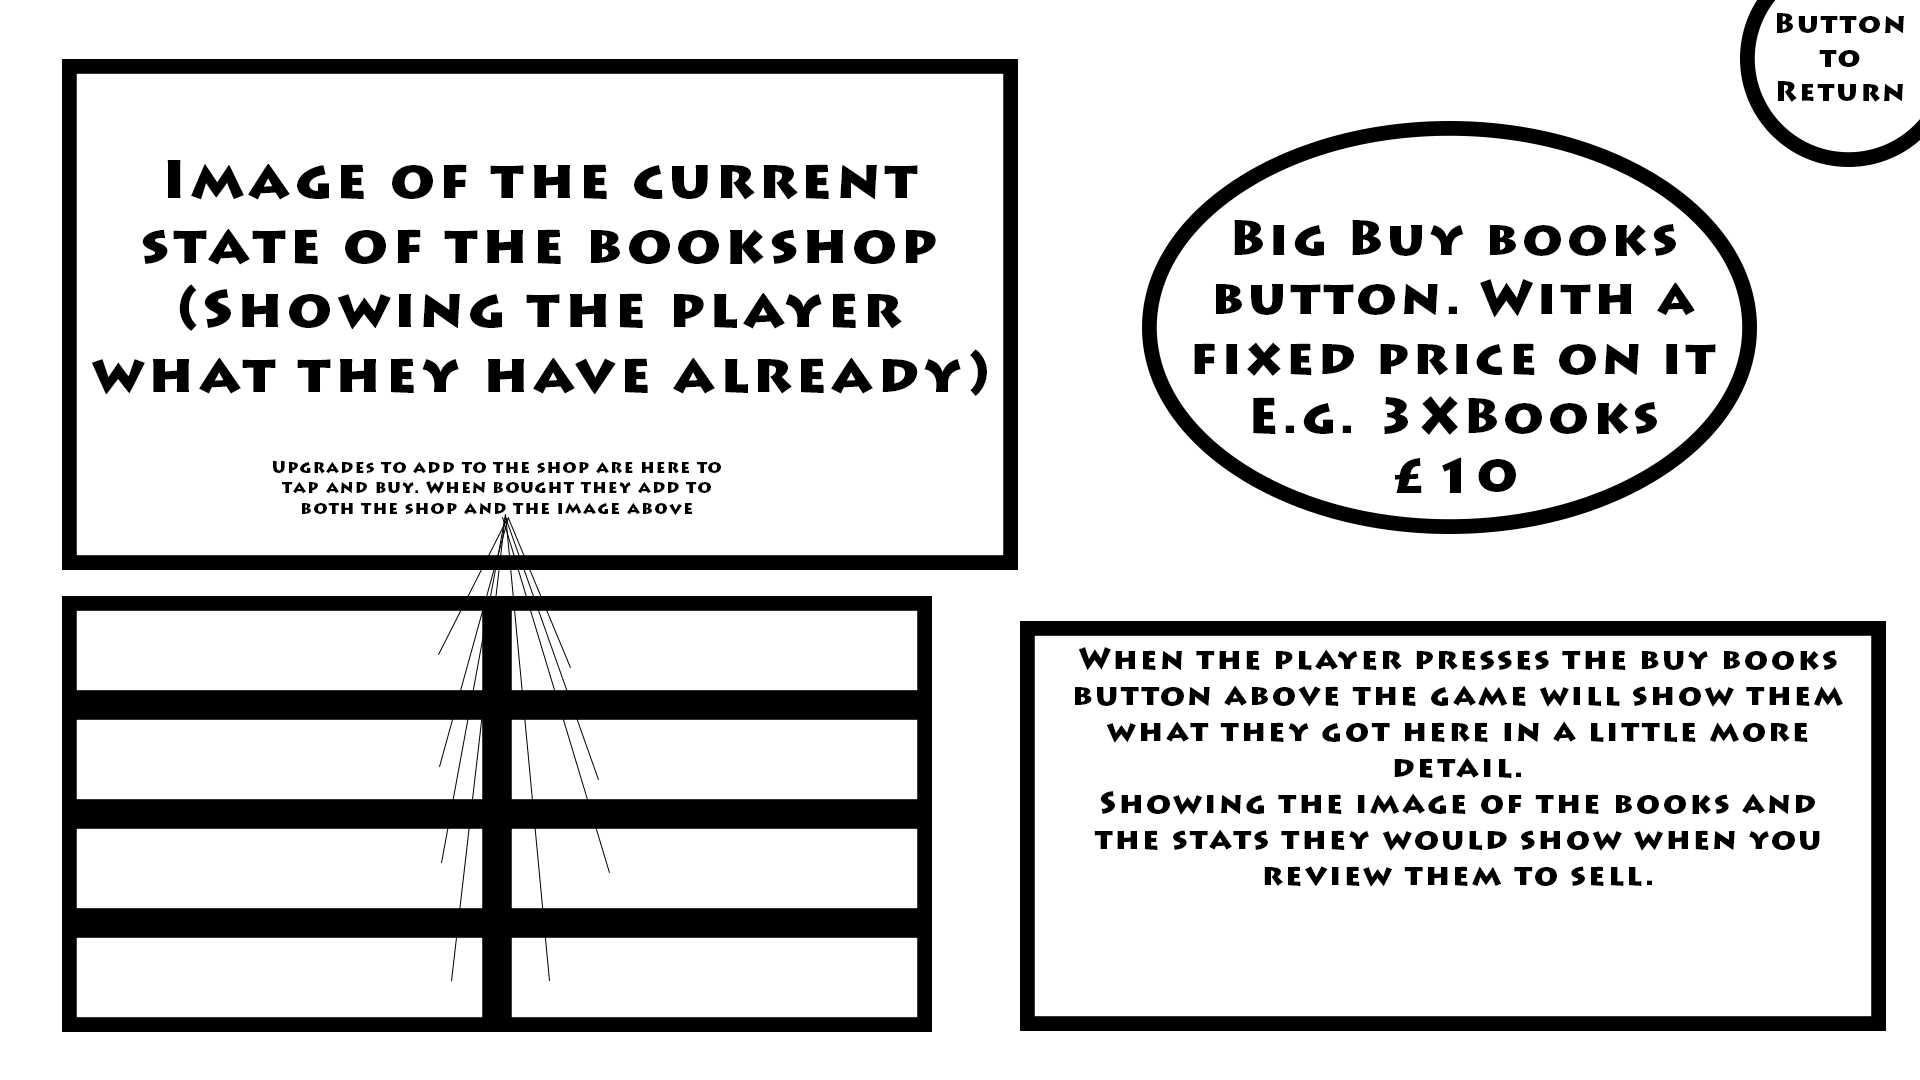 Button
to
Return
Image of the current
state of the bookshop
(Showing the player
what they have already)
Upgrades to add to the shop are here to
tap and buy. When bought they add to
both the shop and the image above
Big Buy books
button. With a
fixed price on it
E.g. 3XBooks
£10
When the player presses the buy books
button above the game will show them
what they got here in a little more
detail.
Showing the image of the books and
the stats they would show when you
review them to sell.